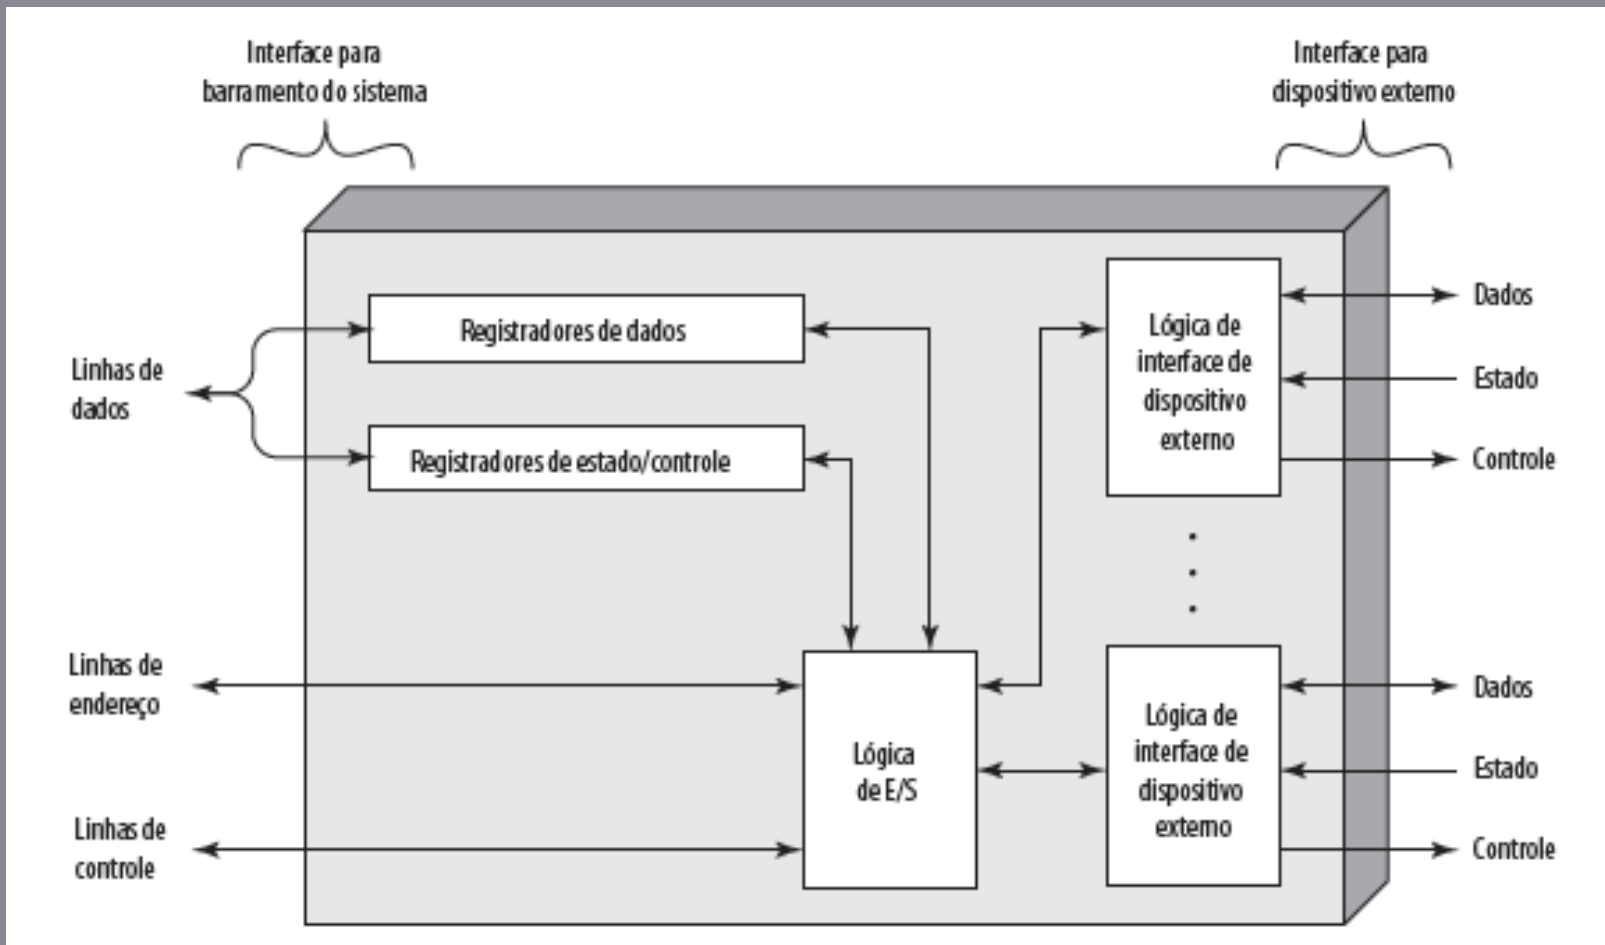 Interface para
barramento do sistema
Interface para
dispositivo externo
Linhas de
dados
Registradores de dados
Registradores de estado/controle
Lógica de
interface de
dispositivo
externo
Dados
Estado
Controle
Linhas de
endereço
Linhas de
controle
Lógica
de E/S
Lógica de
interface de
dispositivo
externo
Dados
Estado
Controle